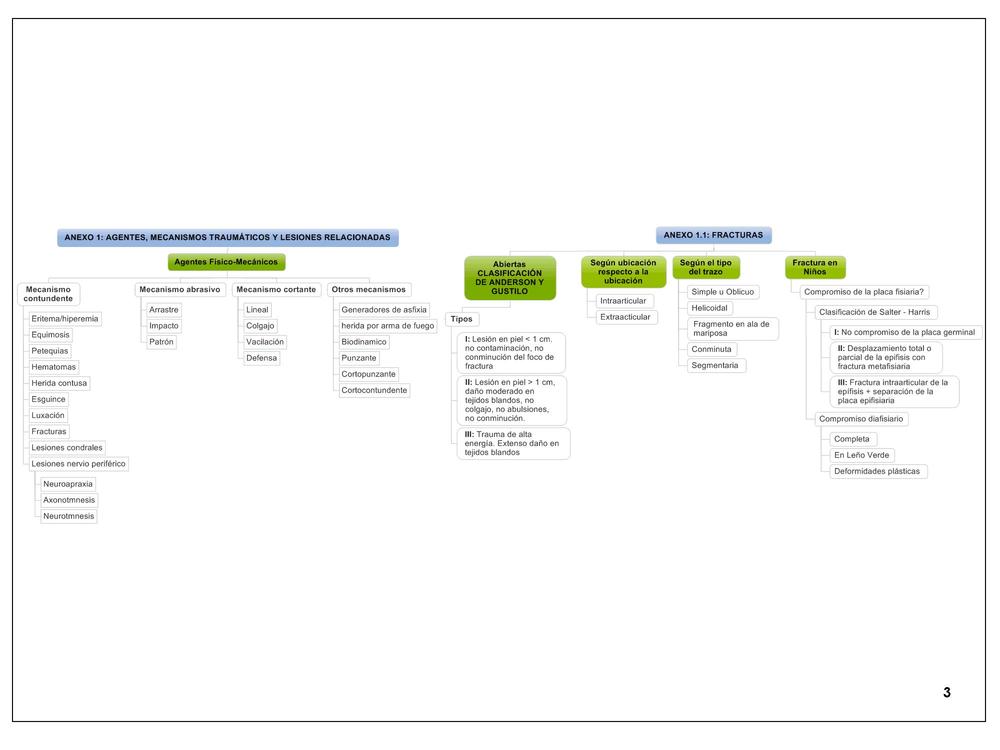 ANEXO 1: AGENTES, MECANISMOS TRAUMÁTICOS Y LESIONES RELACIONADAS
Agentes Físico-Mecánicos
Mecanismo
contundente
Eritema/hiperemia
Equimosis
Petequias
Hematomas
Herida contusa
Esguince
Luxación
Fracturas
Lesiones condrales
Lesiones nervio periférico
Neuroapraxia
Axonotmnesis
Neurotmnesis
Mecanismo abrasivo
Arrastre
Impacto
Patrón
Mecanismo cortante
Lineal
Colgajo
Vacilación
Defensa
Otros mecanismos
Generadores de asfixia
herida por arma de fuego
Biodinamico
Punzante
Cortopunzante
Cortocontundente
ANEXO 1.1: FRACTURAS
Abiertas
CLASIFICACIÓN
DE ANDERSON Y
GUSTILO
Tipos
I: Lesión en piel < 1 cm.
no contaminación, no
conminución del foco de
fractura
II: Lesión en piel > 1 cm,
daño moderado en
tejidos blandos, no
colgajo, no abulsiones,
no conminución.
III: Trauma de alta
energía. Extenso daño en
tejidos blandos
Según ubicación
respecto a la
ubicación
Intraarticular
Extraacticular
Según el tipo
del trazo
Simple u Oblicuo
Helicoidal
Fragmento en ala de
mariposa
Conminuta
Segmentaria
Fractura en
Niños
Compromiso de la placa fisiaria?
Clasificación de Salter - Harris
I: No compromiso de la placa germinal
II: Desplazamiento total o
parcial de la epífisis con
fractura metafisiaria
III: Fractura intraarticular de la
epífisis + separación de la
placa epifisiaria
Compromiso diafisiario
Completa
En Leño Verde
Deformidades plásticas
3